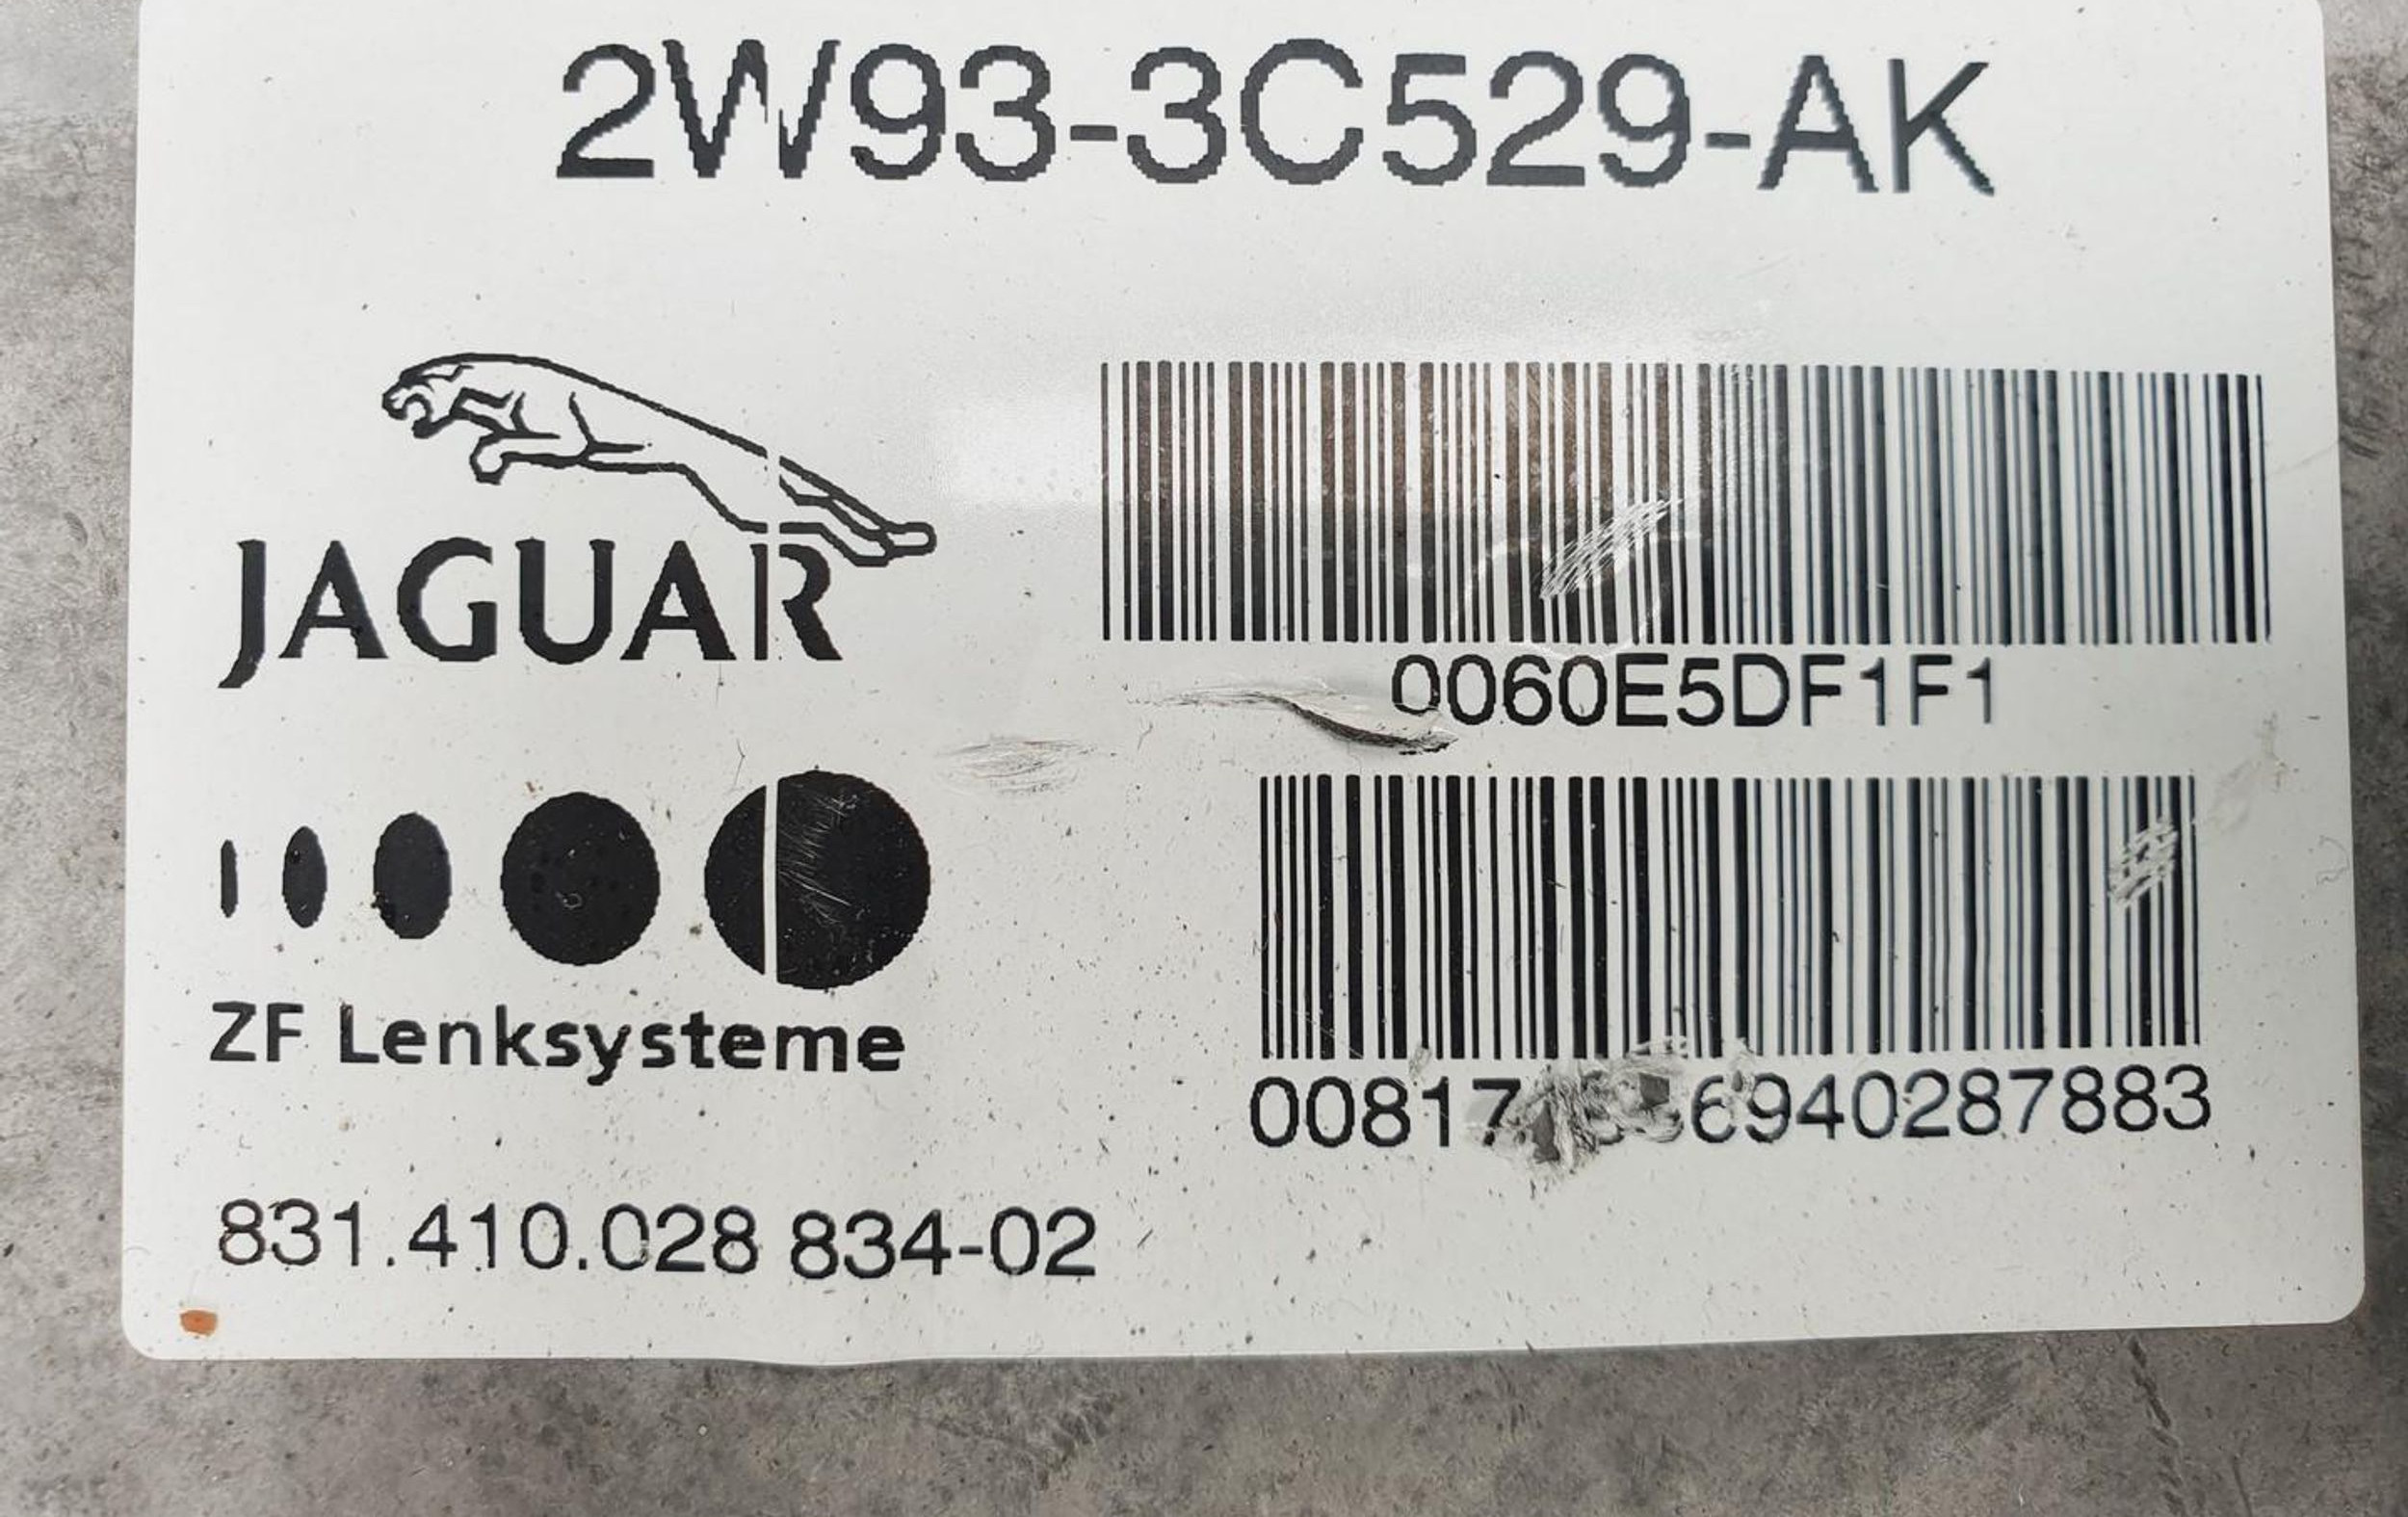 2W93-3C529-AK
JAGUAR
0060E5DF1F1
ZF Lenksysteme
831.410.028 834-02